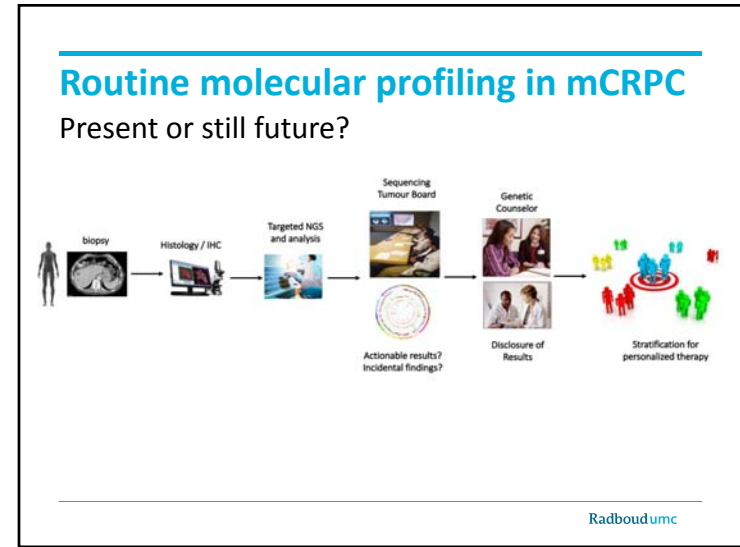 Routine molecular profiling in mCRPC
Present or still future?
biopsy
Histology / IHC
Targeted NGS
and analysis
Sequencing
Tumour Board
Actionable results?
Incidental findings?
Genetic
Counselor
Disclosure of
Results
Stratification for
personalized therapy
Radboudumc